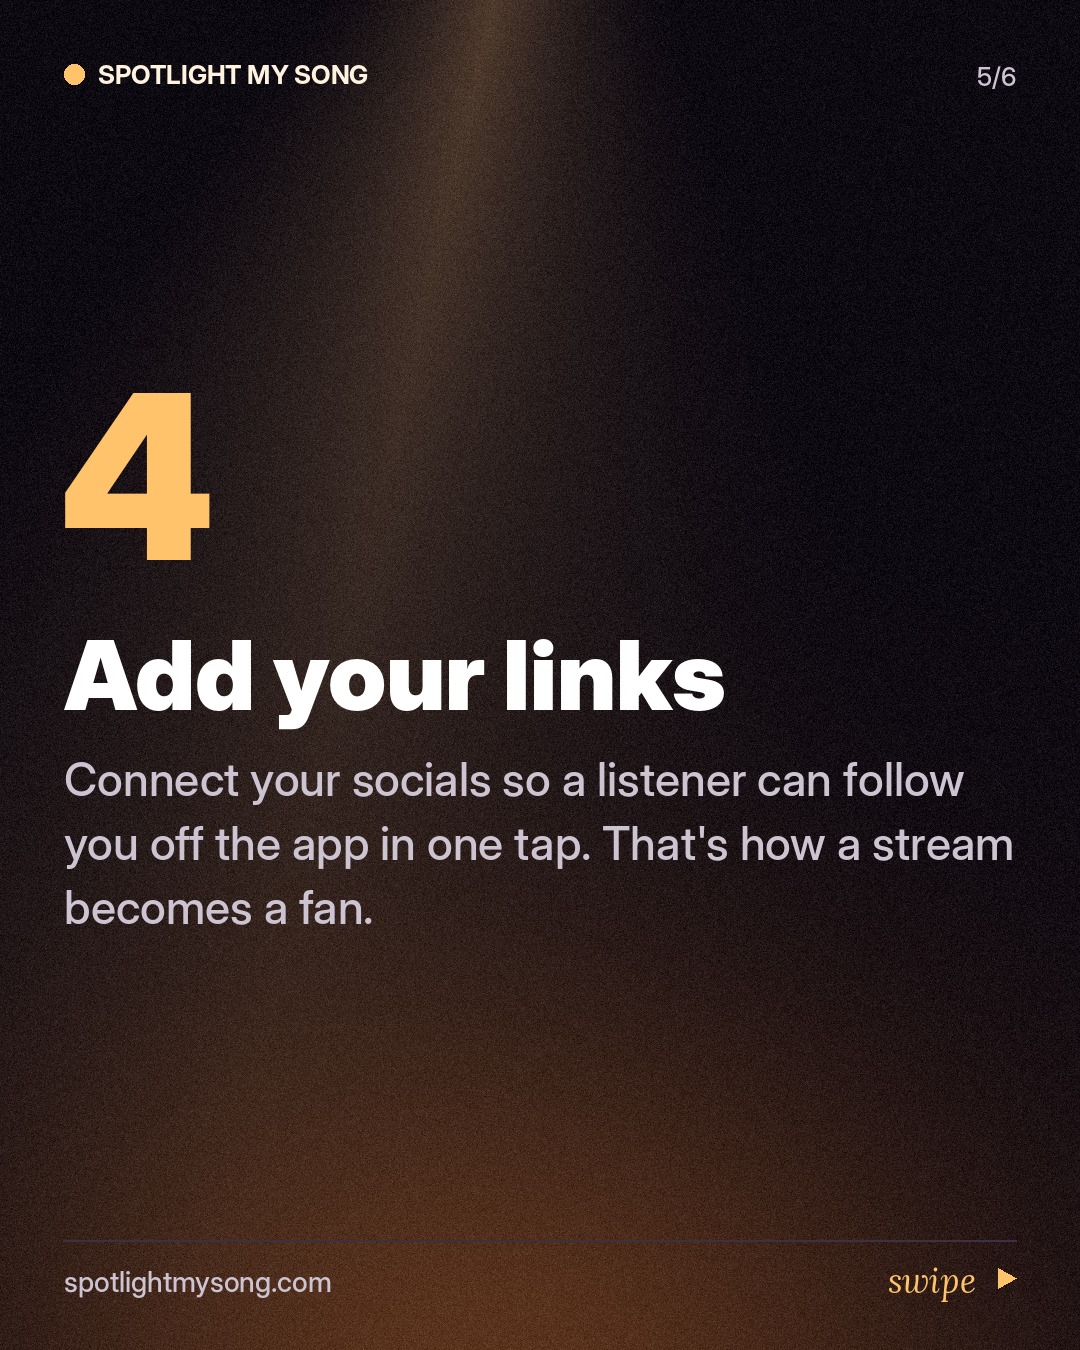 SPOTLIGHT MY SONG
5/6
4
Add your links
Connect your socials so a listener can follow
you off the app in one tap. That's how a stream
becomes a fan.
spotlightmysong.com
swipe